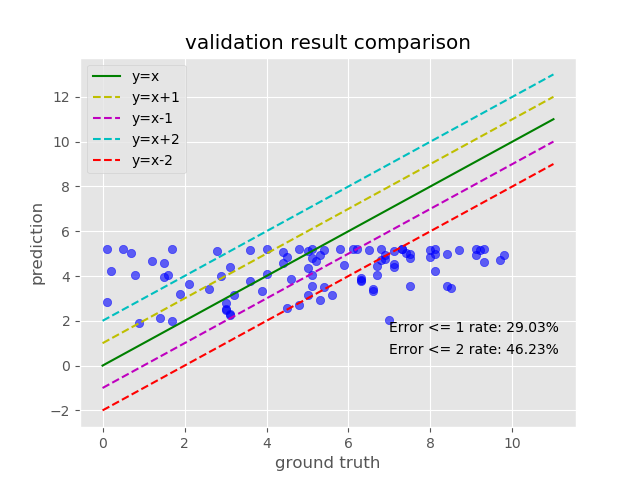 validation result comparison
y=x
y=x+1
y=x-1
y=x+2
y=x-2
12
10
8
6
4
2
0
−2
prediction
Error <= 1 rate: 29.03%
Error <= 2 rate: 46.23%
0 2 4 6 8 10
ground truth